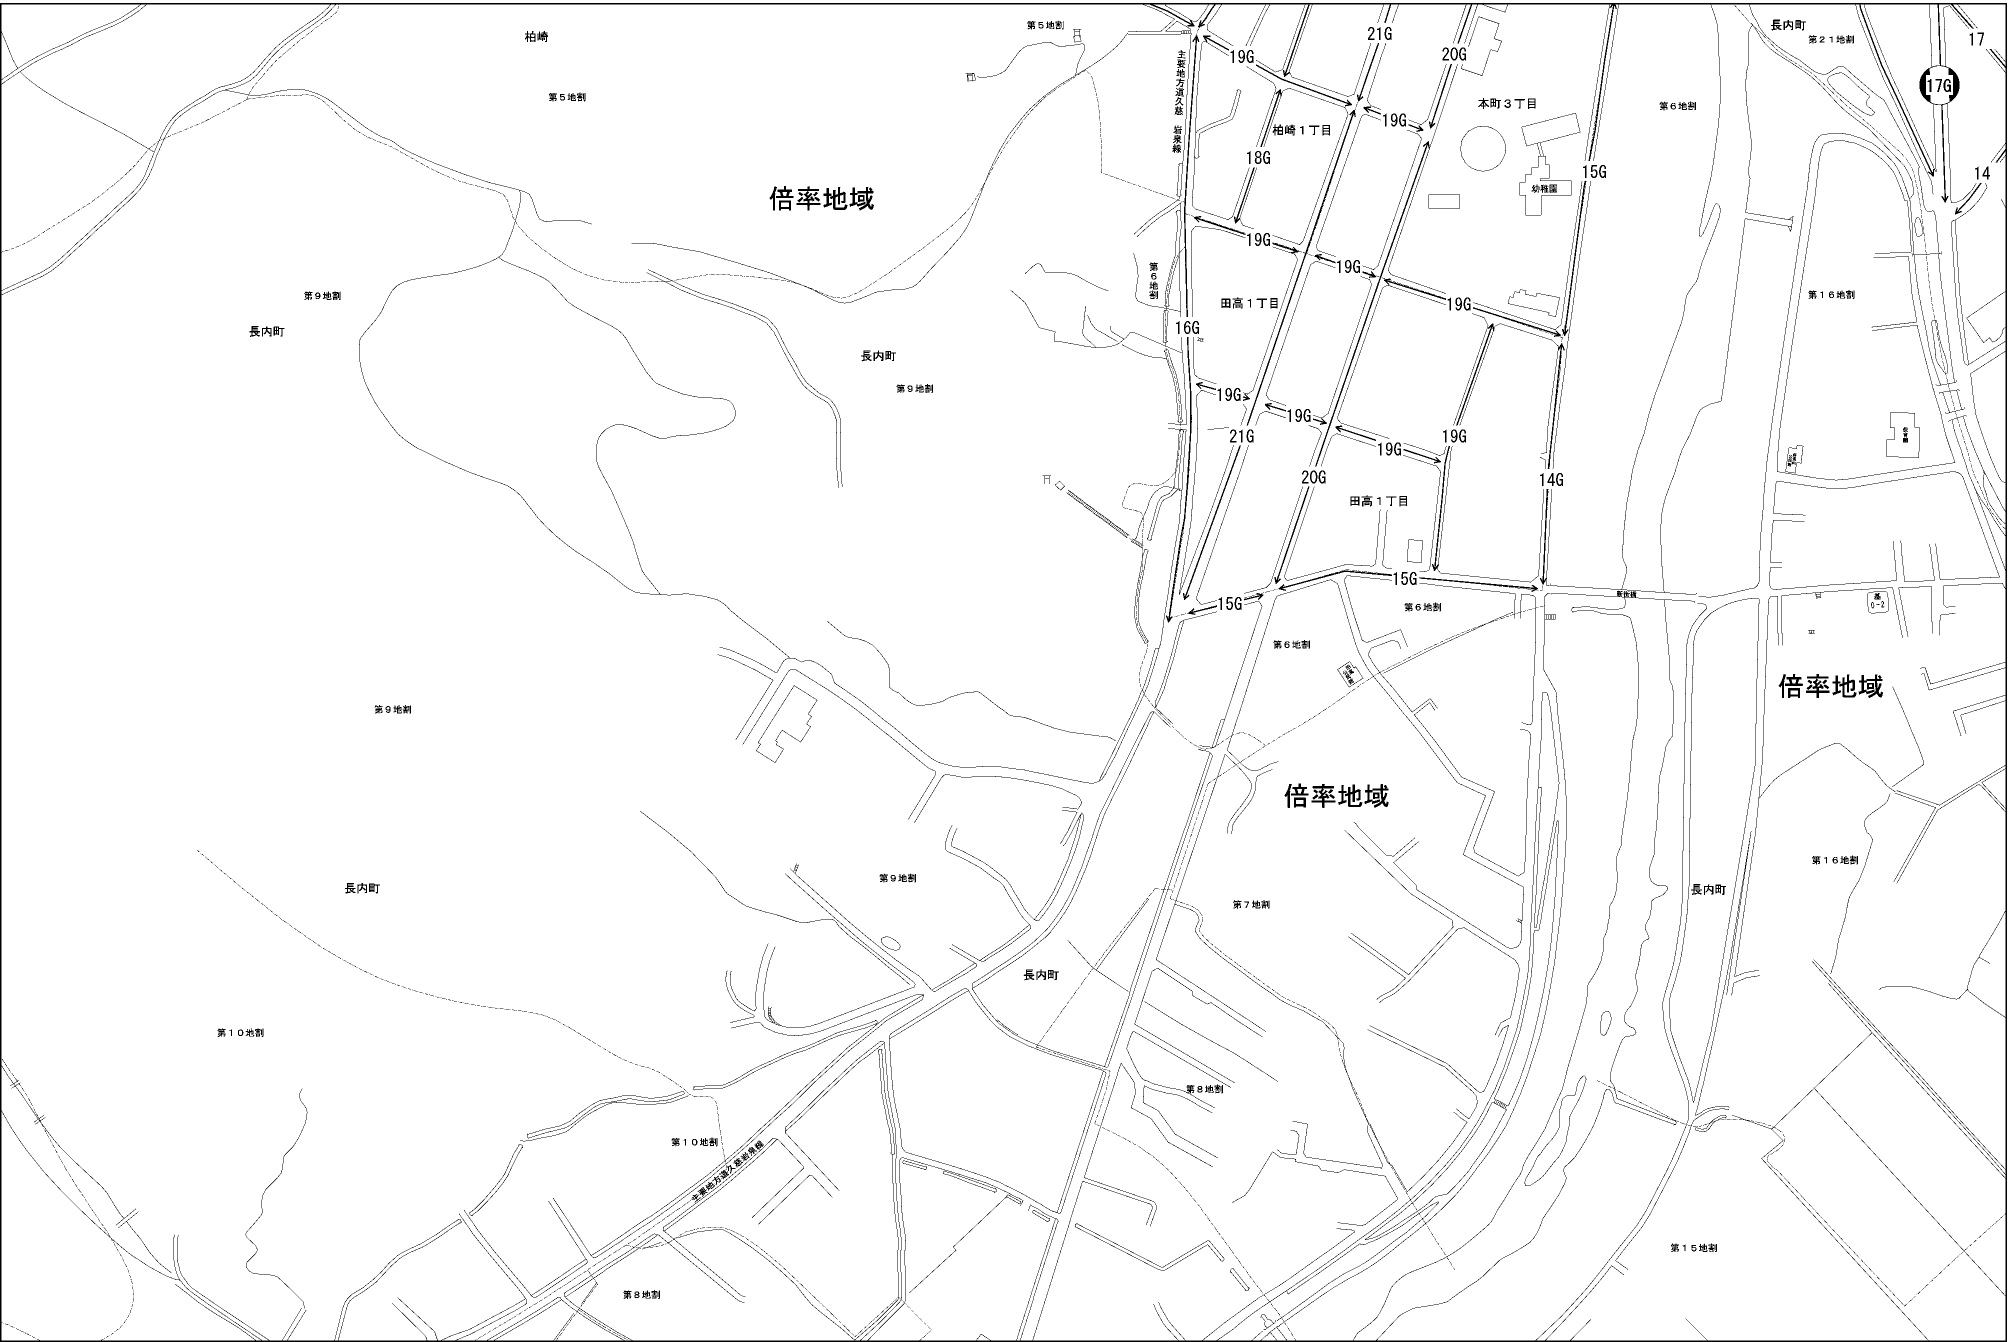 柏崎
第５地割
長内町
第２１地割
17
21G
20G
19G
主要地方道久慈　岩泉線
17G
第５地割
本町３丁目
第６地割
19G
柏崎１丁目
18G
15G
14
幼稚園
倍率地域
19G
19G
第６地割
第９地割
田高１丁目
19G
第１６地割
長内町
16G
長内町
第９地割
19G
19G
21G
19G
19G
保育園
20G
14G
田高１丁目
15G
新街橋
基
0-2
15G
第６地割
第６地割
倍率地域
第９地割
倍率地域
第１６地割
第９地割
長内町
長内町
第７地割
長内町
第１０地割
第８地割
第１０地割
主要地方道久慈岩泉線
第１５地割
第８地割